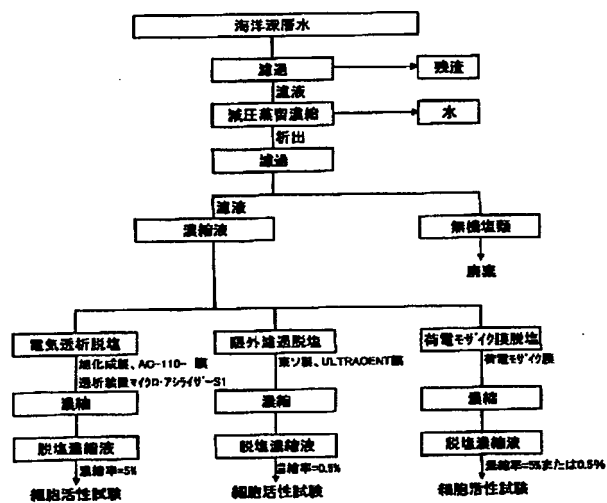 海洋深層水
濾過
残渣
濾液
減圧蒸留濃縮
水
析出
濾過
濾液
濃縮液
無機塩類
廃棄
電気透析脱塩
限外濾過脱塩
荷電モザイク膜脱塩
旭化成製、AC-110- 膜
東ソ製、ULTRACENT膜
荷電モザイク膜
透析装置マイクロ・アシライザーS1
濃縮
濃縮
濃縮
脱塩濃縮液
脱塩濃縮液
脱塩濃縮液
濃縮率=5%
濃縮率=0.5%
濃縮率=5%または0.5%
細胞活性試験
細胞活性試験
細胞活性試験